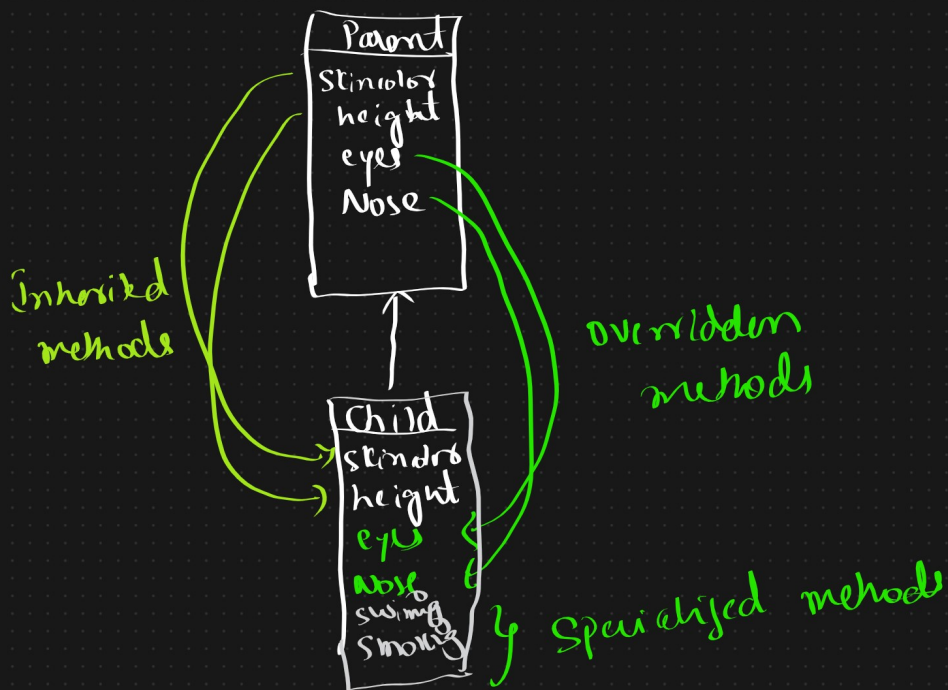 Parent
Skincolor
height
eyes
Nose
Inherited
methods
overridden
methods
Child
skincolor
height
eyes
Nose
swimg
Smoking
Specialized methods